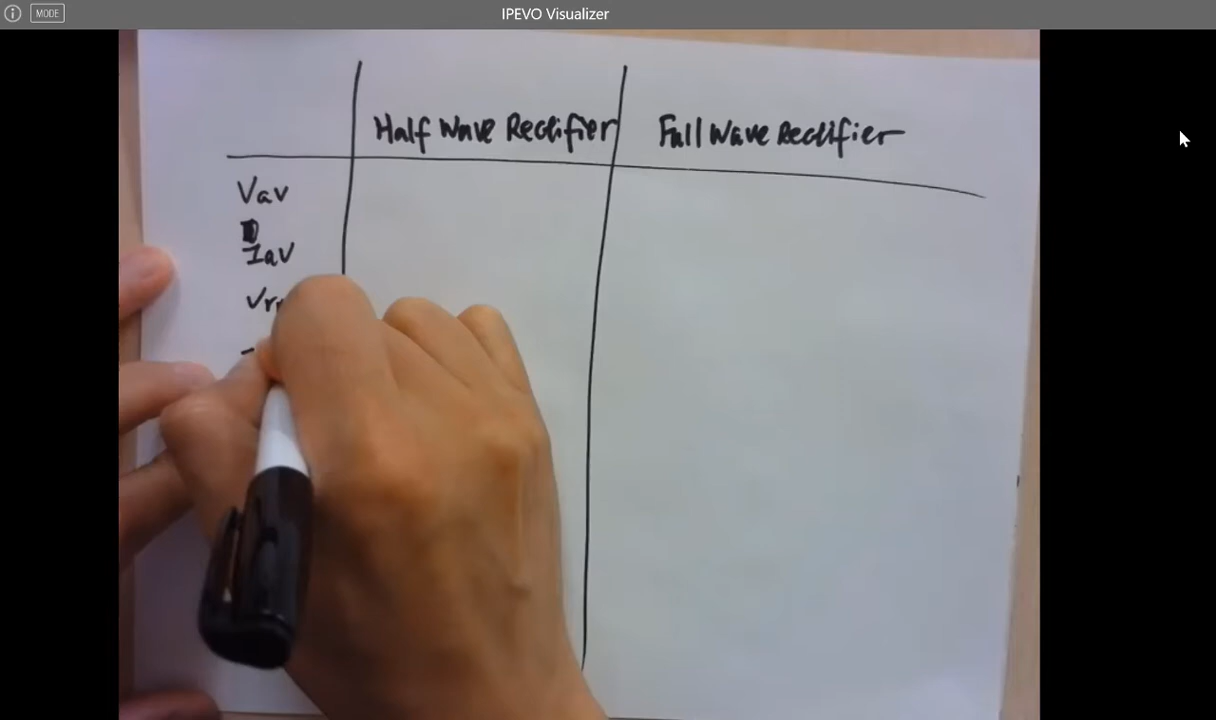 MODE
IPEVO Visualizer
Half Wave Rectifier
Full Wave Rectifier
Vav
Iav